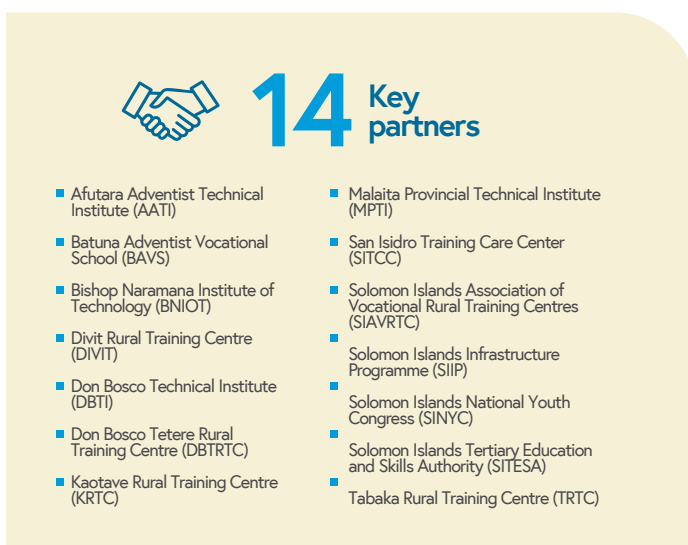 14 Key
partners
Afutara Adventist Technical
Institute (AATI)
Batuna Adventist Vocational
School (BAVS)
Bishop Naramana Institute of
Technology (BNIOT)
Divit Rural Training Centre
(DIVIT)
Don Bosco Technical Institute
(DBTI)
Don Bosco Tetere Rural
Training Centre (DBTRTC)
Kaotave Rural Training Centre
(KRTC)
Malaita Provincial Technical Institute
(MPTI)
San Isidro Training Care Center
(SITCC)
Solomon Islands Association of
Vocational Rural Training Centres
(SIAVRTC)
Solomon Islands Infrastructure
Programme (SIIP)
Solomon Islands National Youth
Congress (SINYC)
Solomon Islands Tertiary Education
and Skills Authority (SITESA)
Tabaka Rural Training Centre (TRTC)